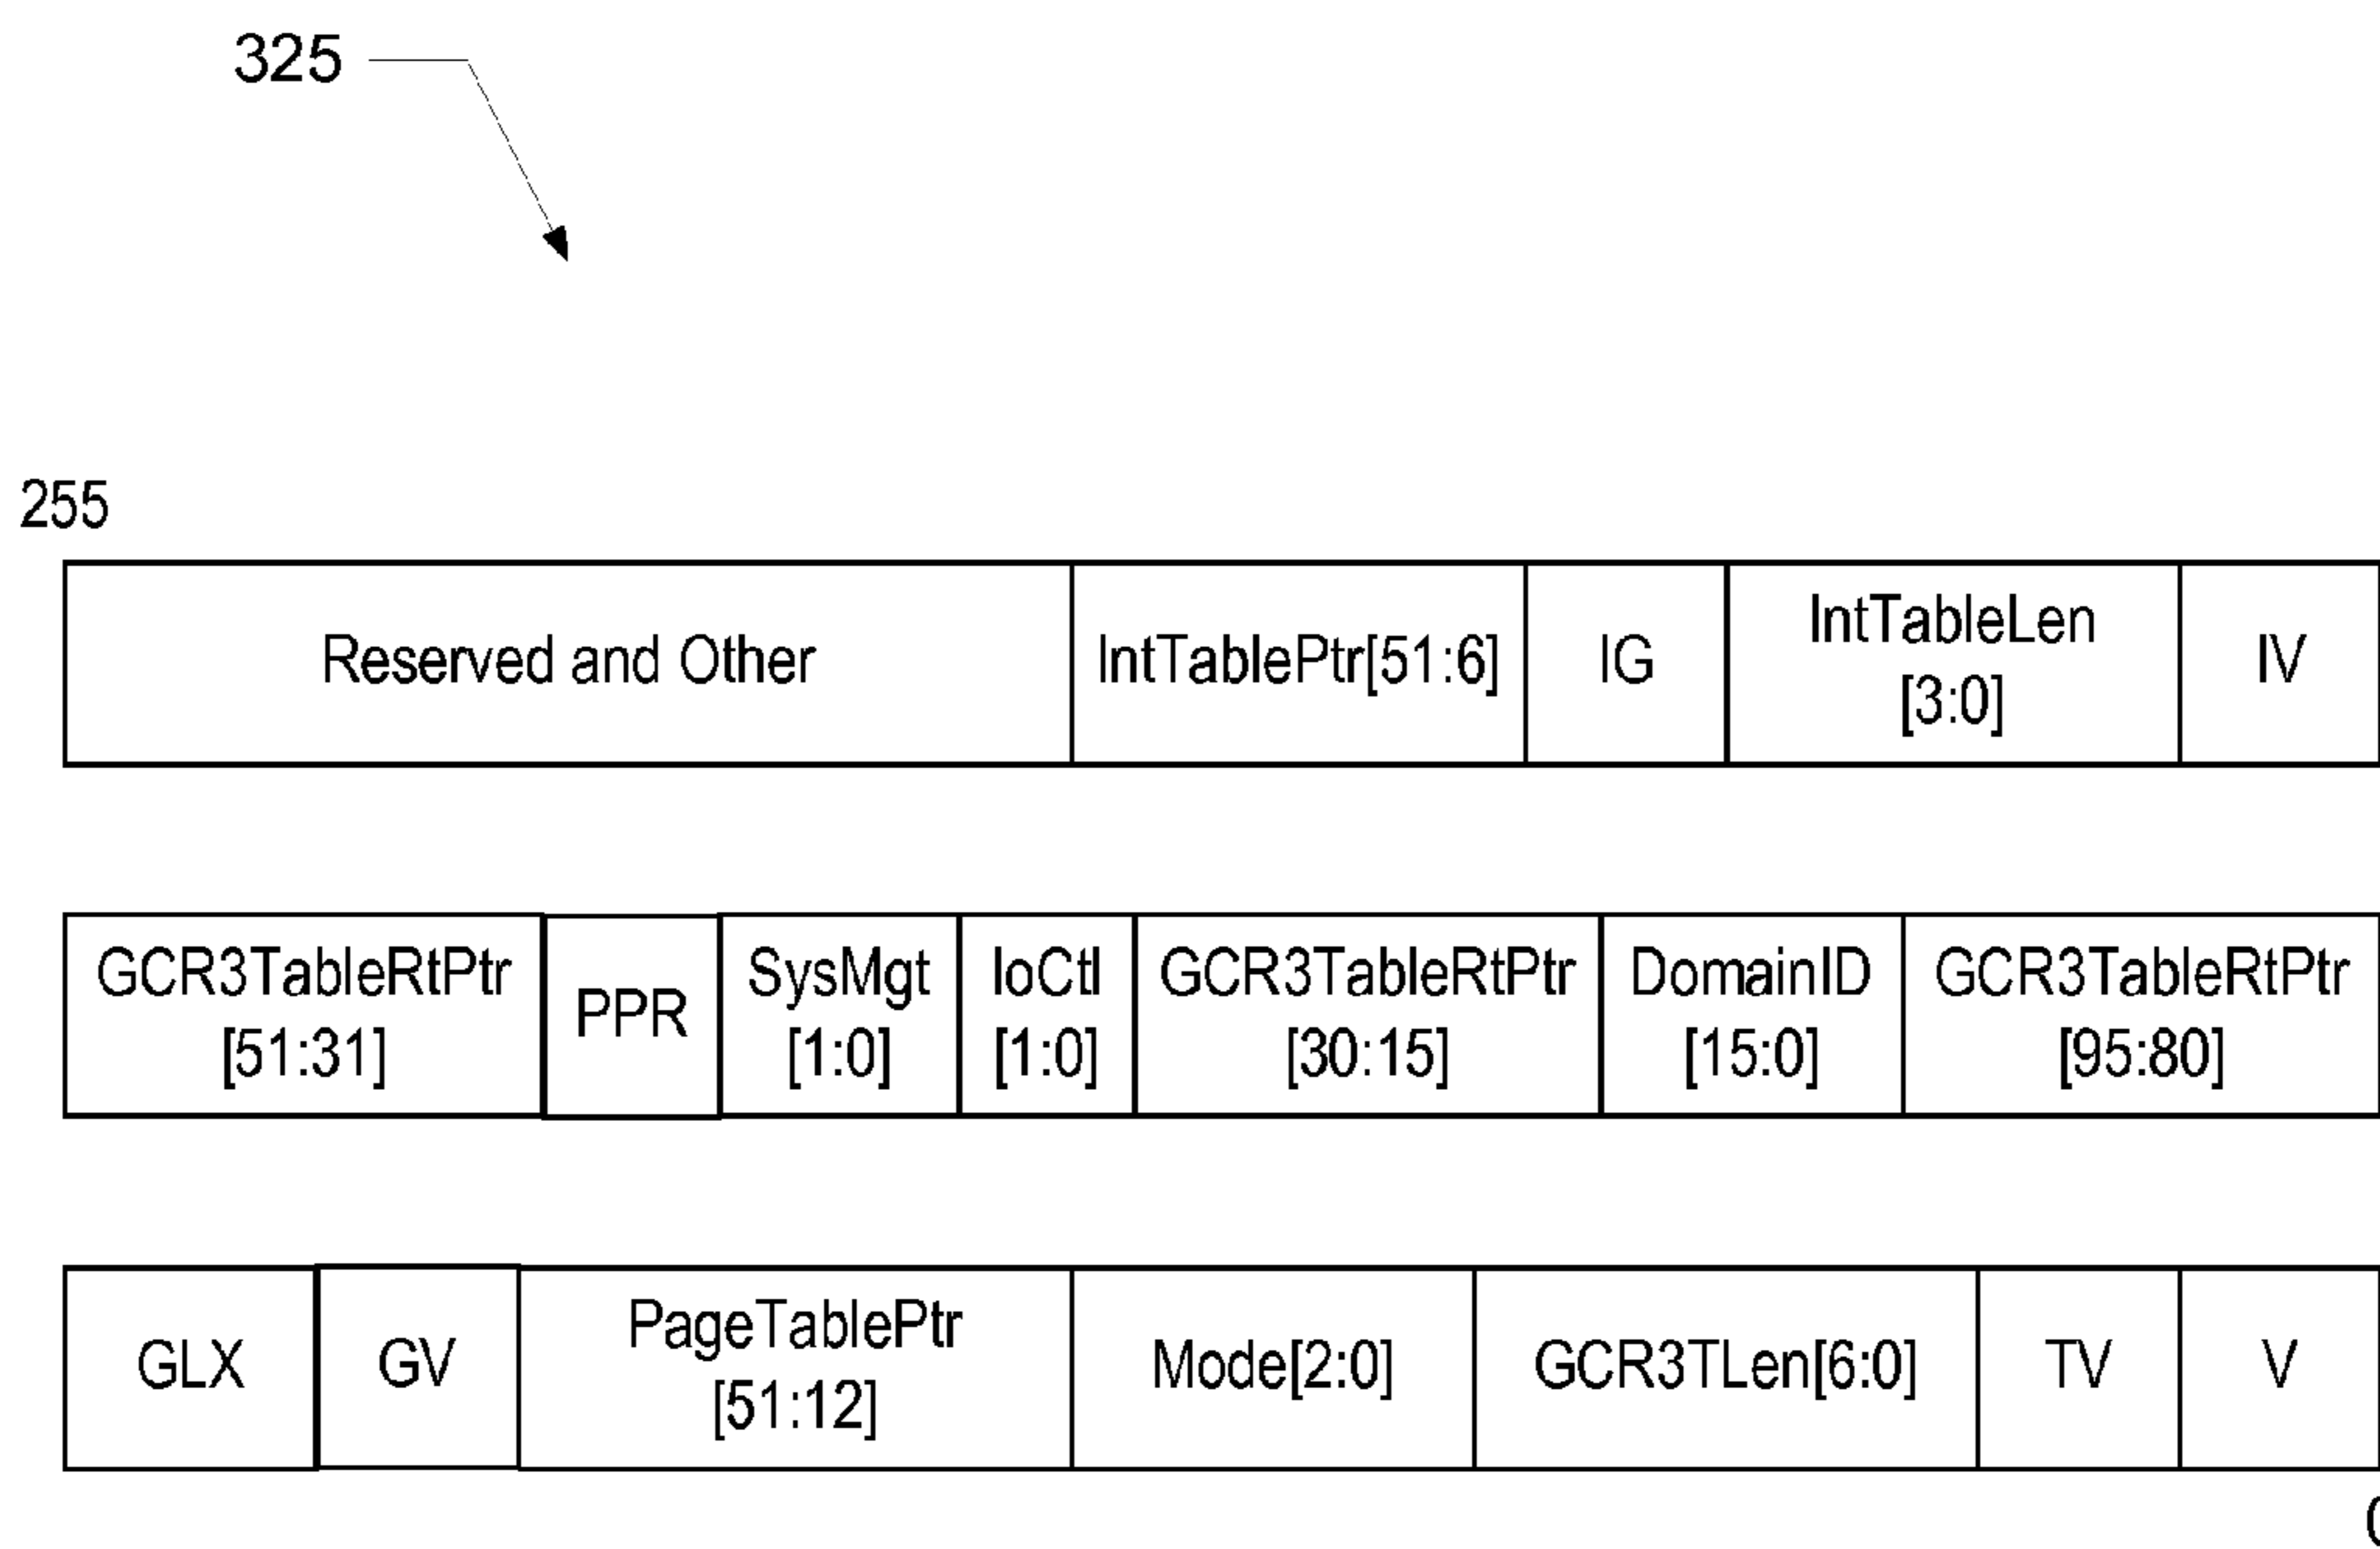 325
255
Reserved and Other
IntTablePtr[51:6]
IG
IntTableLen
[3:0]
IV
GCR3TableRtPtr
[51:31]
PPR
SysMgt
[1:0]
IoCtl
[1:0]
GCR3TableRtPtr
[30:15]
DomainID
[15:0]
GCR3TableRtPtr
[95:80]
GLX
GV
PageTablePtr
[51:12]
Mode[2:0]
GCR3TLen[6:0]
TV
V